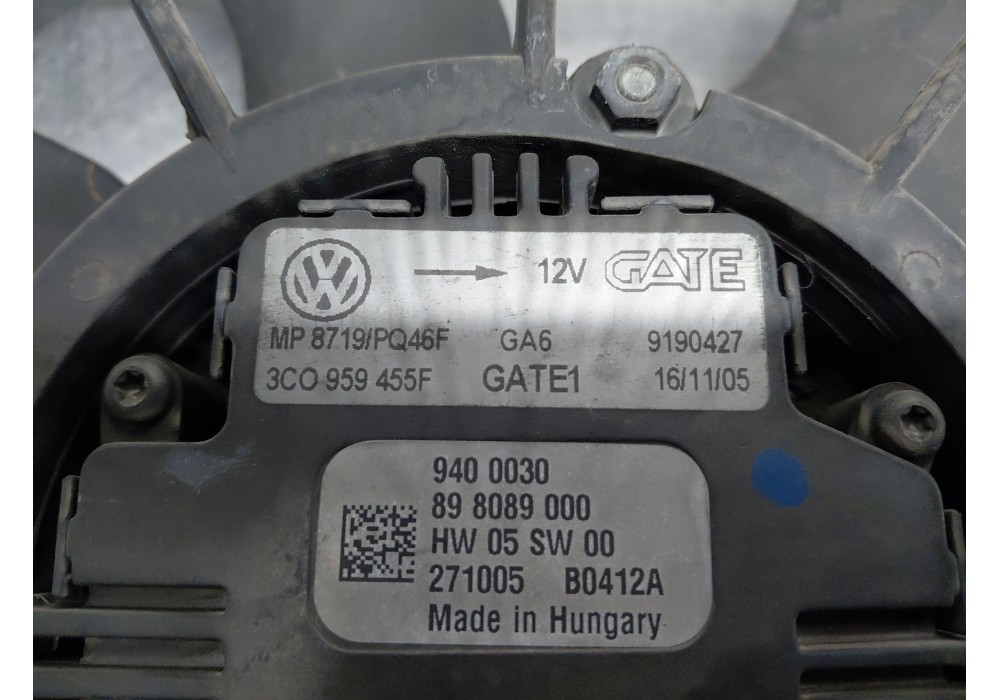 12V GATE
MP 8719/PQ46F GA6 9190427
3CO 959 455F GATE1 16/11/05
940 0030
89 8089 000
HW 05 SW 00
271005 B0412A
Made in Hungary